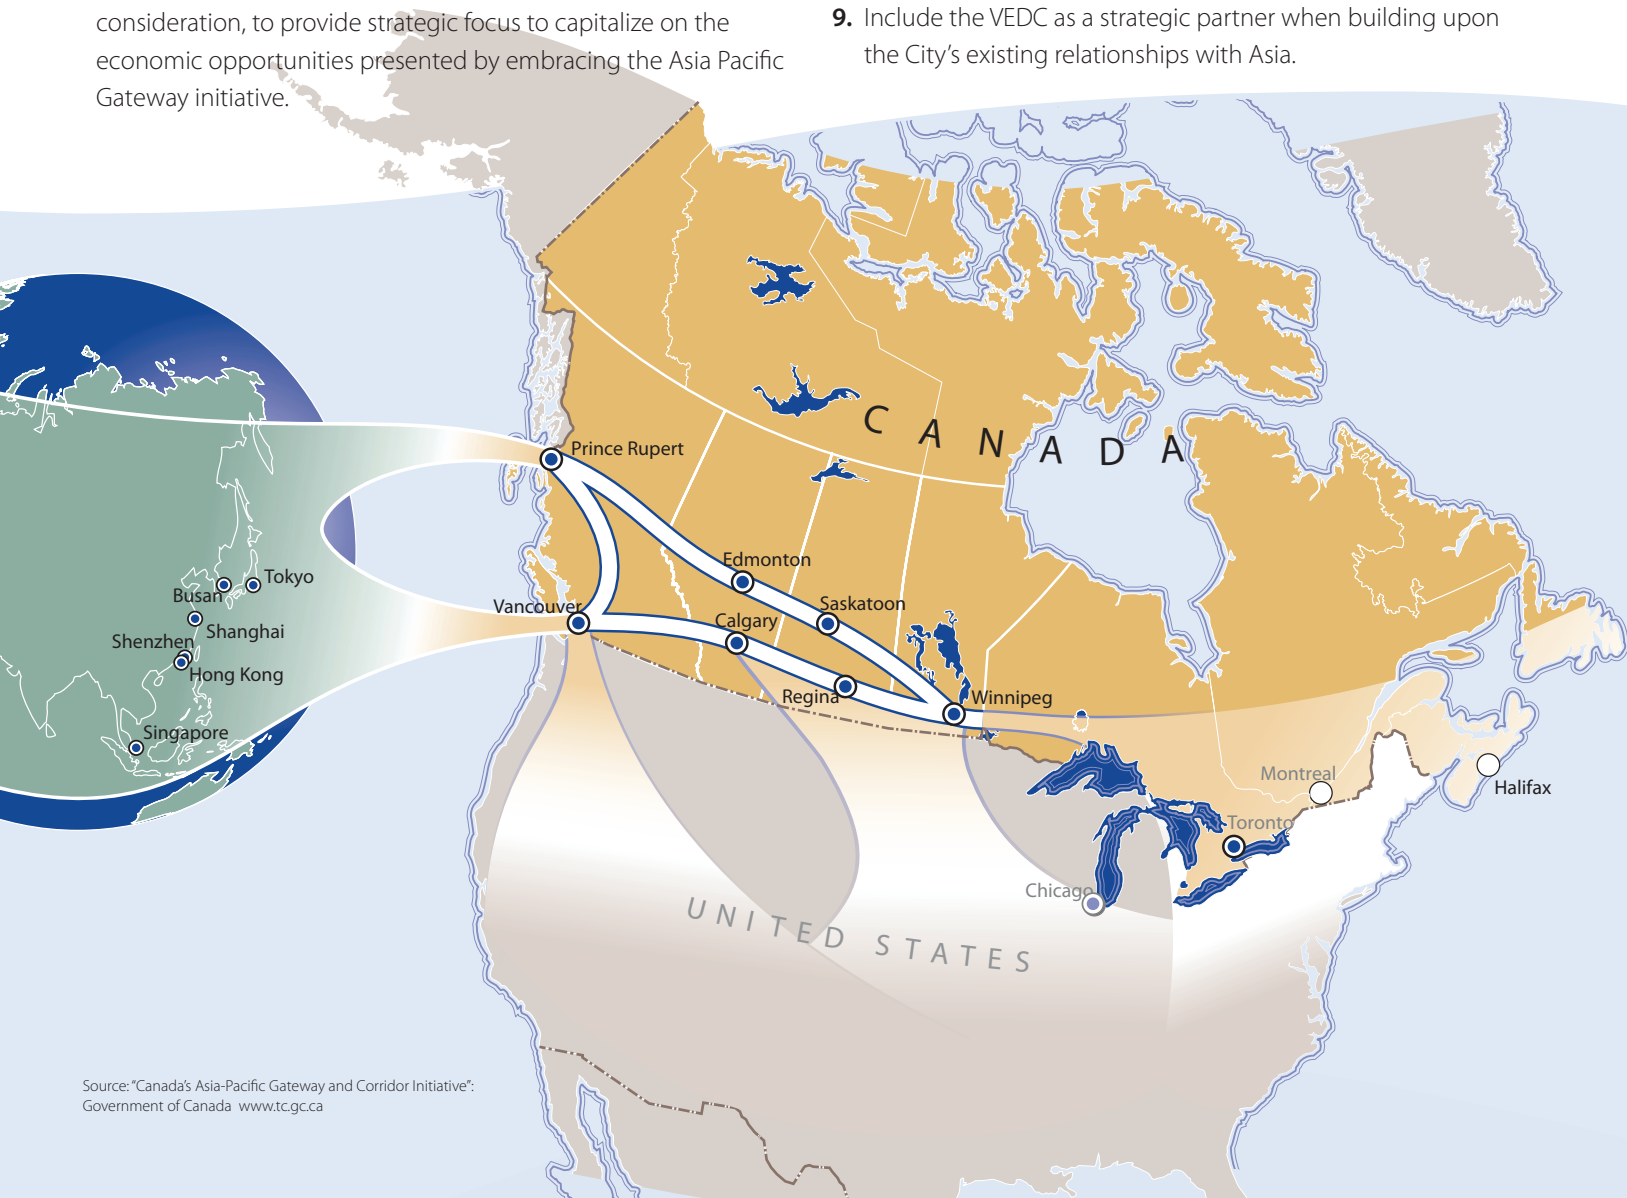 consideration, to provide strategic focus to capitalize on the
economic opportunities presented by embracing the Asia Pacific
Gateway initiative.
9. Include the VEDC as a strategic partner when building upon
the City’s existing relationships with Asia.
CANADA
Prince Rupert
Edmonton
Tokyo
Busan
Vancouver
Saskatoon
Calgary
Shanghai
Shenzhen
Hong Kong
Regina
Winnipeg
Singapore
Montreal
Halifax
Toronto
Chicago
UNITED STATES
Source: “Canada’s Asia-Pacific Gateway and Corridor Initiative”:
Government of Canada www.tc.gc.ca